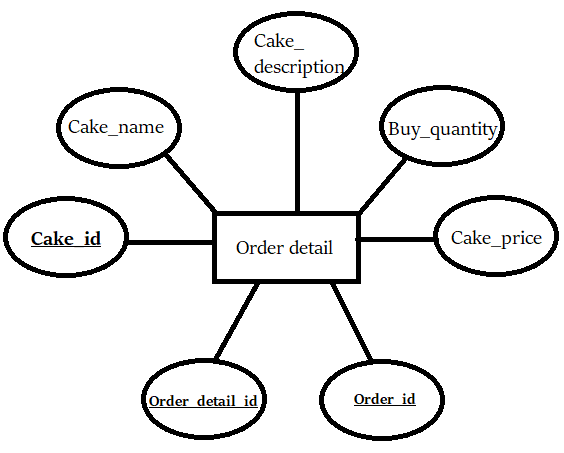 Cake_
description
Cake_name
Buy_quantity
Cake_id
Order detail
Cake_price
Order_detail_id
Order_id